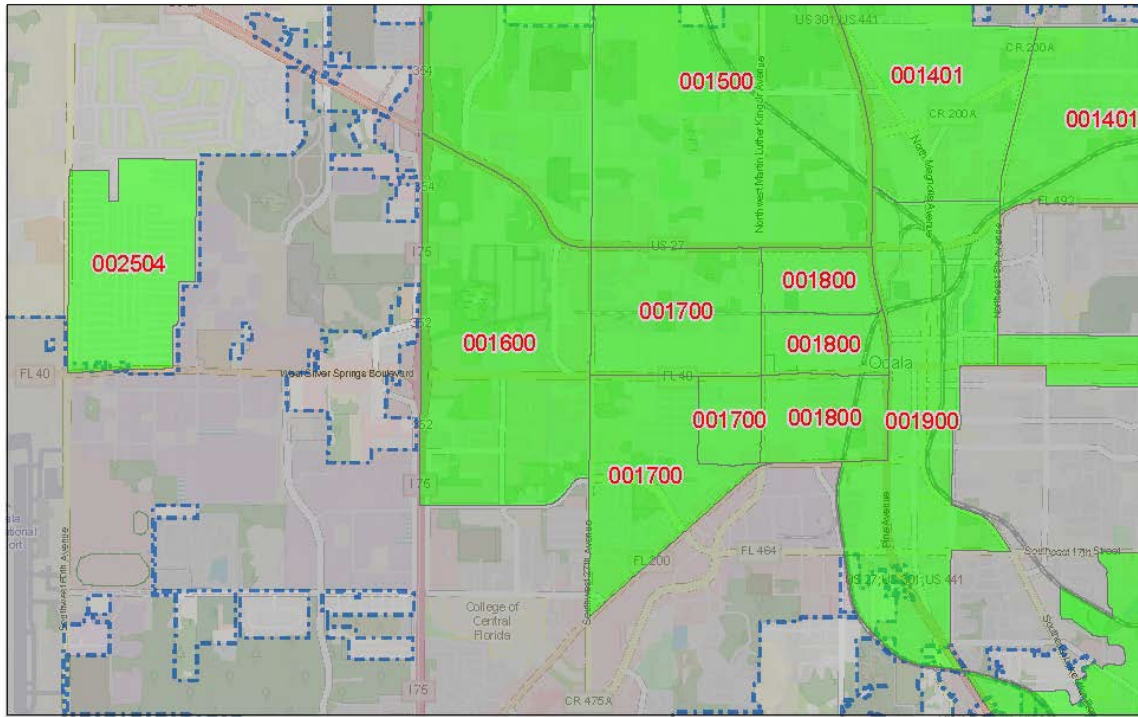 US 301;US 441
CR 200A
001500
001401
354
CR 200A
001401
Northwest Martin Luther King Jr Avenue
North Magnolia Avenue
354
FL 492
I 75
US 27
002504
001800
001700
352
001600
001800
Ocala
FL 40
West Silver Springs Boulevard
FL 40
001700
001800
001900
352
001700
I 75
Pine Avenue
FL 464
Southeast 17th Street
FL 200
Southwest 27th Avenue
US 27;US 301;US 441
College of
Central
Florida
I 75
CR 475A